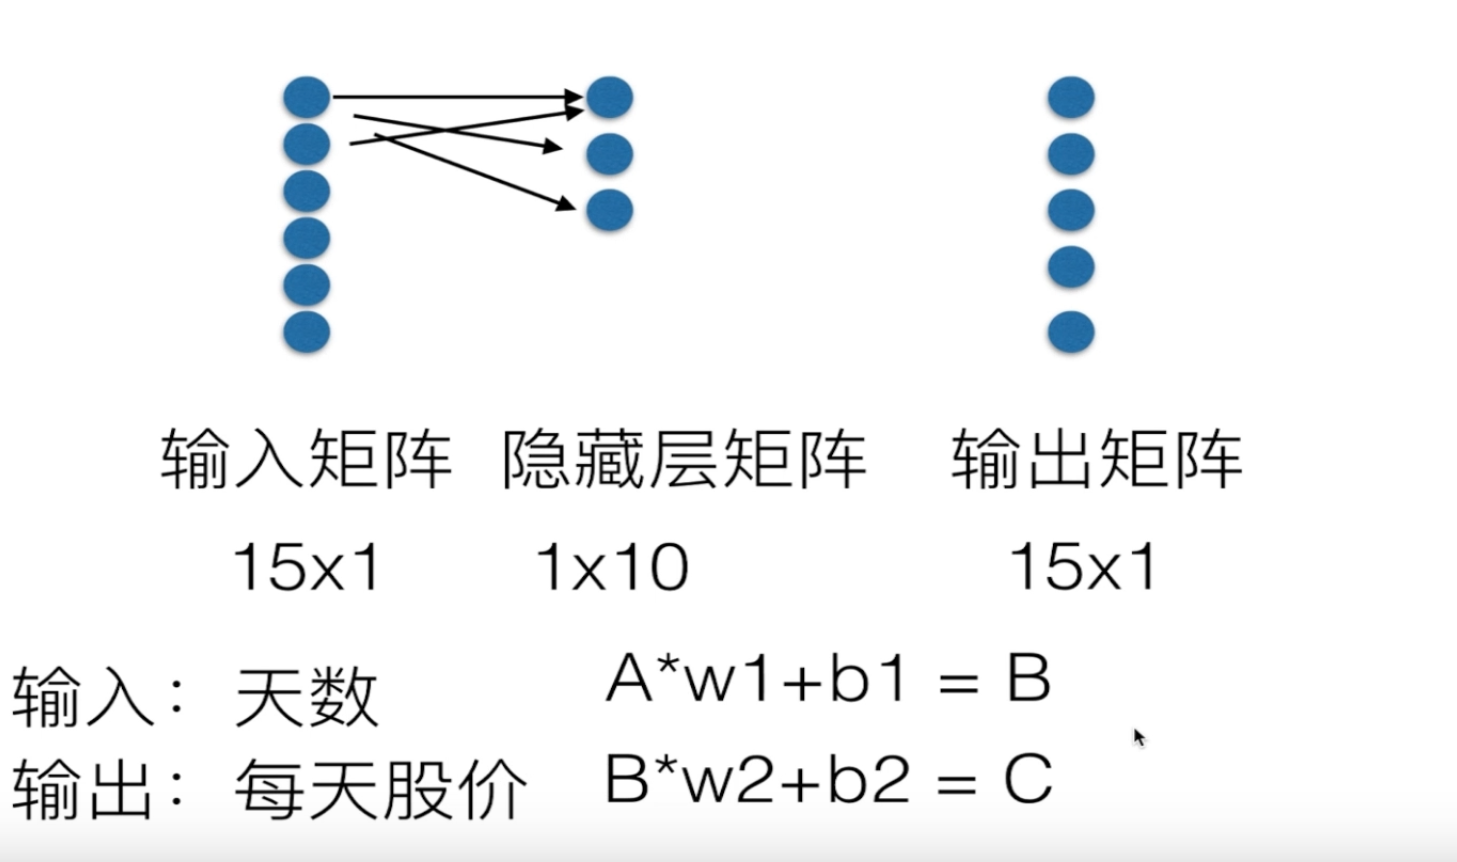 输入矩阵 隐藏层矩阵 输出矩阵
15x1 1x10 15x1
输入：天数 A*w1+b1 = B
输出：每天股价 B*w2+b2 = C